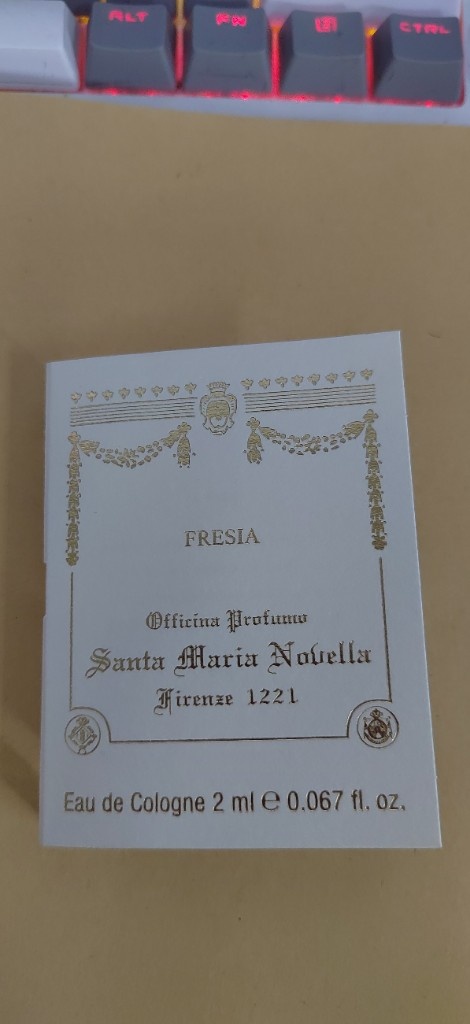 ALT FN CTRL
FRESIA
Officina Profumo
Santa Maria Novella
Firenze 1221
Eau de Cologne 2 ml ℮ 0.067 fl. oz.